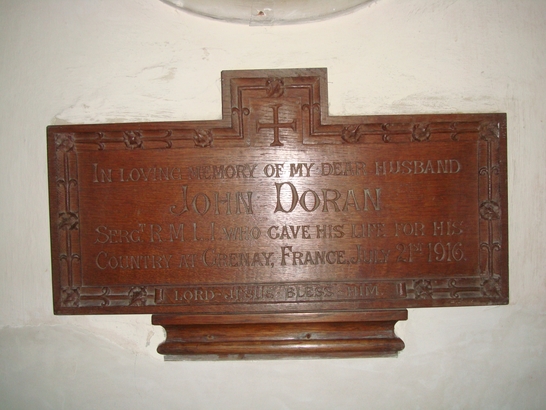 IN LOVING MEMORY OF MY DEAR HUSBAND
JOHN DORAN
SERGT R.M.L.I. WHO GAVE HIS LIFE FOR HIS
COUNTRY AT GRENAY, FRANCE, JULY 21ST 1916.
LORD BLESS HIM